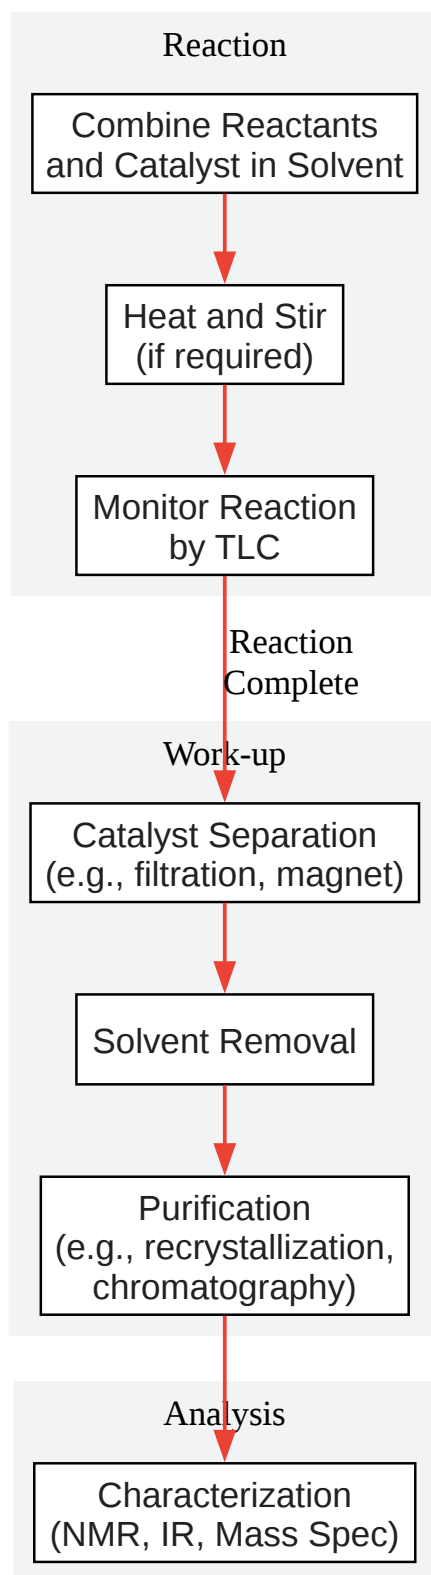 Reaction
Combine Reactants
and Catalyst in Solvent
Heat and Stir
(if required)
Monitor Reaction
by TLC
Reaction
Complete
Work-up
Catalyst Separation
(e.g., filtration, magnet)
Solvent Removal
Purification
(e.g., recrystallization,
chromatography)
Analysis
Characterization
(NMR, IR, Mass Spec)